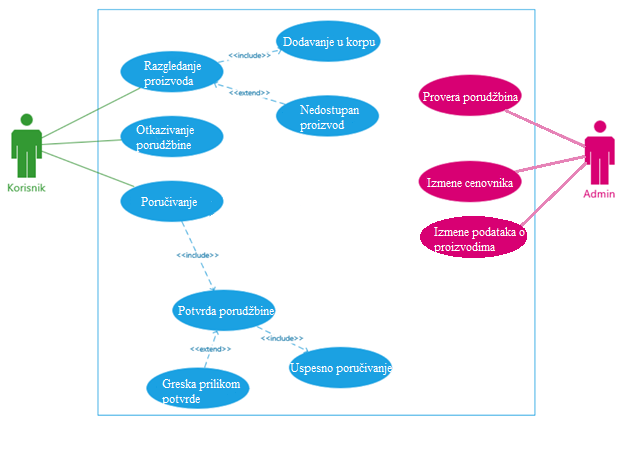 Dodavanje u korpu
<<include>>
Razgledanje
proizvoda
<<extend>>
Nedostupan
proizvod
Provera porudžbina
Otkazivanje
porudžbine
Korisnik
Izmene cenovnika
Admin
Poručivanje
Izmene podataka o
proizvodima
<<include>>
Potvrda porudžbine
<<include>>
<<extend>>
Uspesno poručivanje
Greska prilikom
potvrde